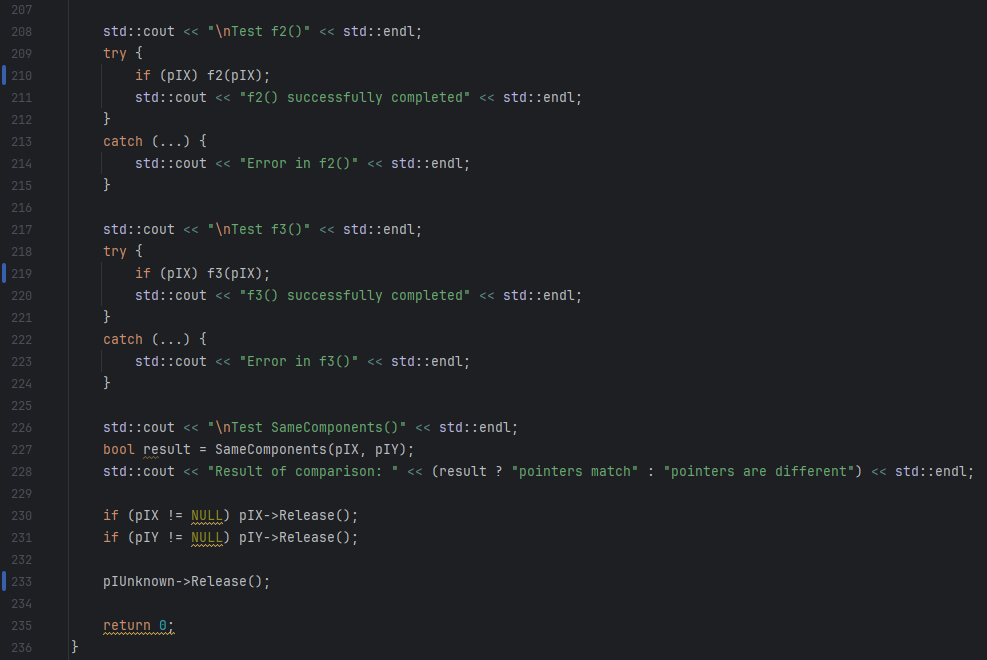 207
208 std::cout << "\nTest f2()" << std::endl;
209 try {
210 if (pIX) f2(pIX);
211 std::cout << "f2() successfully completed" << std::endl;
212 }
213 catch (...) {
214 std::cout << "Error in f2()" << std::endl;
215 }
216
217 std::cout << "\nTest f3()" << std::endl;
218 try {
219 if (pIX) f3(pIX);
220 std::cout << "f3() successfully completed" << std::endl;
221 }
222 catch (...) {
223 std::cout << "Error in f3()" << std::endl;
224 }
225
226 std::cout << "\nTest SameComponents()" << std::endl;
227 bool result = SameComponents(pIX, pIY);
228 std::cout << "Result of comparison: " << (result ? "pointers match" : "pointers are different") << std::endl;
229
230 if (pIX != NULL) pIX->Release();
231 if (pIY != NULL) pIY->Release();
232
233 pIUnknown->Release();
234
235 return 0;
236 }